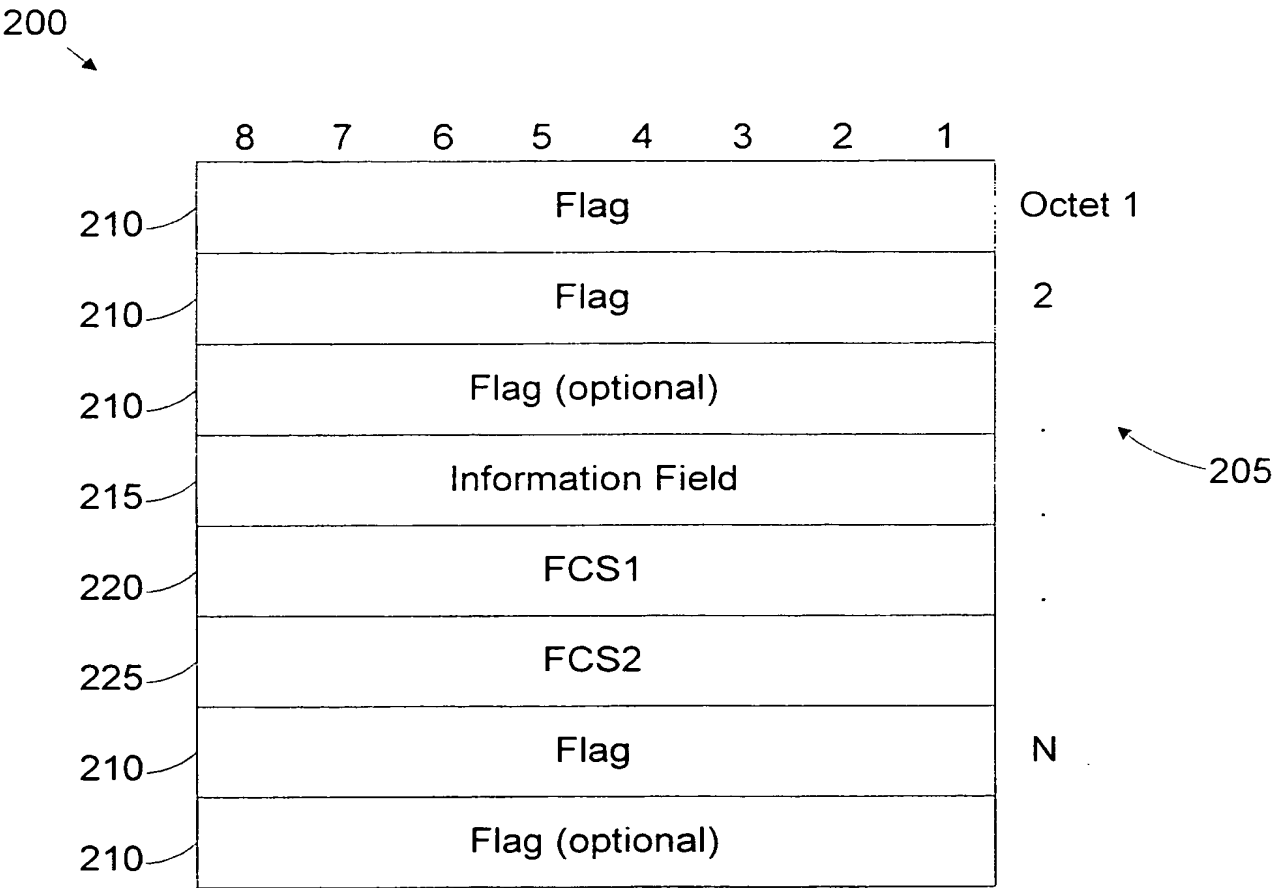 200
8 7 6 5 4 3 2 1
210 Flag Octet 1
210 Flag 2
210 Flag (optional)
205
215 Information Field
220 FCS1
225 FCS2
210 Flag N
210 Flag (optional)